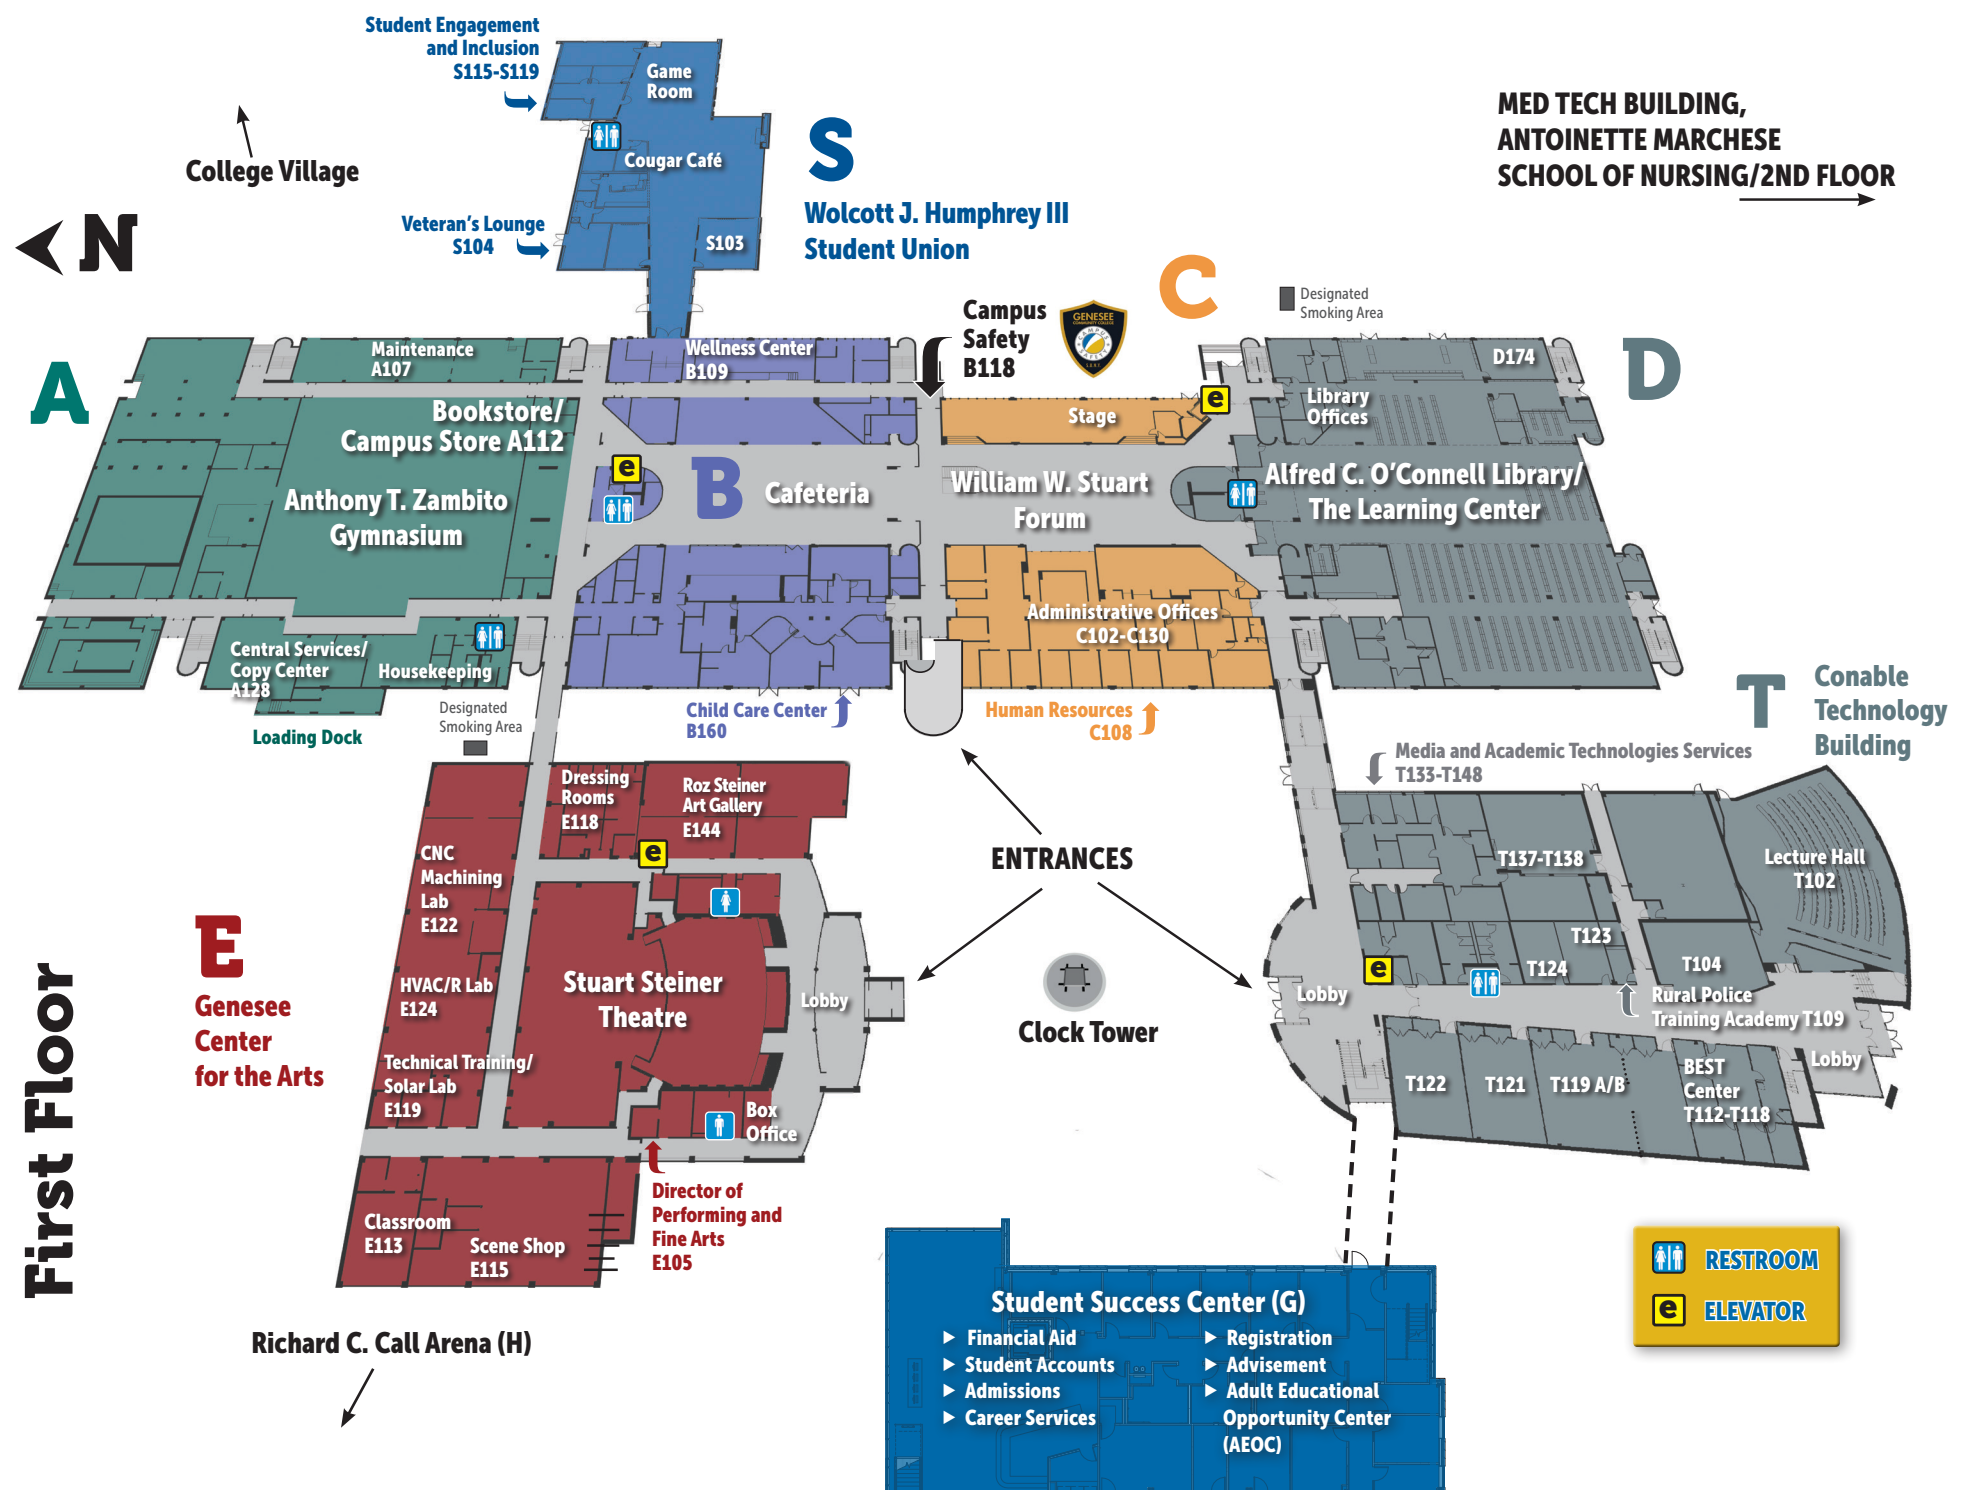 Student Engagement
and Inclusion
S115-S119
Game
Room
Cougar Café
College Village
N
Veteran's Lounge
S104
S103
S
Wolcott J. Humphrey III
Student Union
MED TECH BUILDING,
ANTOINETTE MARCHESE
SCHOOL OF NURSING/2ND FLOOR
C
Designated
Smoking Area
Campus
Safety
B118
GENESEE
COMMUNITY COLLEGE
CAMPUS
SAFETY
A
Maintenance
A107
Wellness Center
B109
D174
D
Bookstore/
Campus Store A112
Stage
e
Library
Offices
Anthony T. Zambito
Gymnasium
e
B
Cafeteria
William W. Stuart
Forum
Alfred C. O'Connell Library/
The Learning Center
Administrative Offices
C102-C130
Central Services/
Copy Center
A128
Housekeeping
Designated
Smoking Area
Loading Dock
Child Care Center
B160
Human Resources
C108
T
Conable
Technology
Building
Media and Academic Technologies Services
T133-T148
Dressing
Rooms
E118
Roz Steiner
Art Gallery
E144
e
CNC
Machining
Lab
E122
ENTRANCES
T137-T138
Lecture Hall
T102
E
Genesee
Center
for the Arts
HVAC/R Lab
E124
Stuart Steiner
Theatre
Lobby
Clock Tower
Lobby
e
T123
T124
T104
Rural Police
Training Academy T109
Lobby
Technical Training/
Solar Lab
E119
Box
Office
T122
T121
T119 A/B
BEST
Center
T112-T118
First Floor
Classroom
E113
Scene Shop
E115
Director of
Performing and
Fine Arts
E105
Richard C. Call Arena (H)
Student Success Center (G)
Financial Aid
Student Accounts
Admissions
Career Services
Registration
Advisement
Adult Educational
Opportunity Center
(AEOC)
RESTROOM
e ELEVATOR